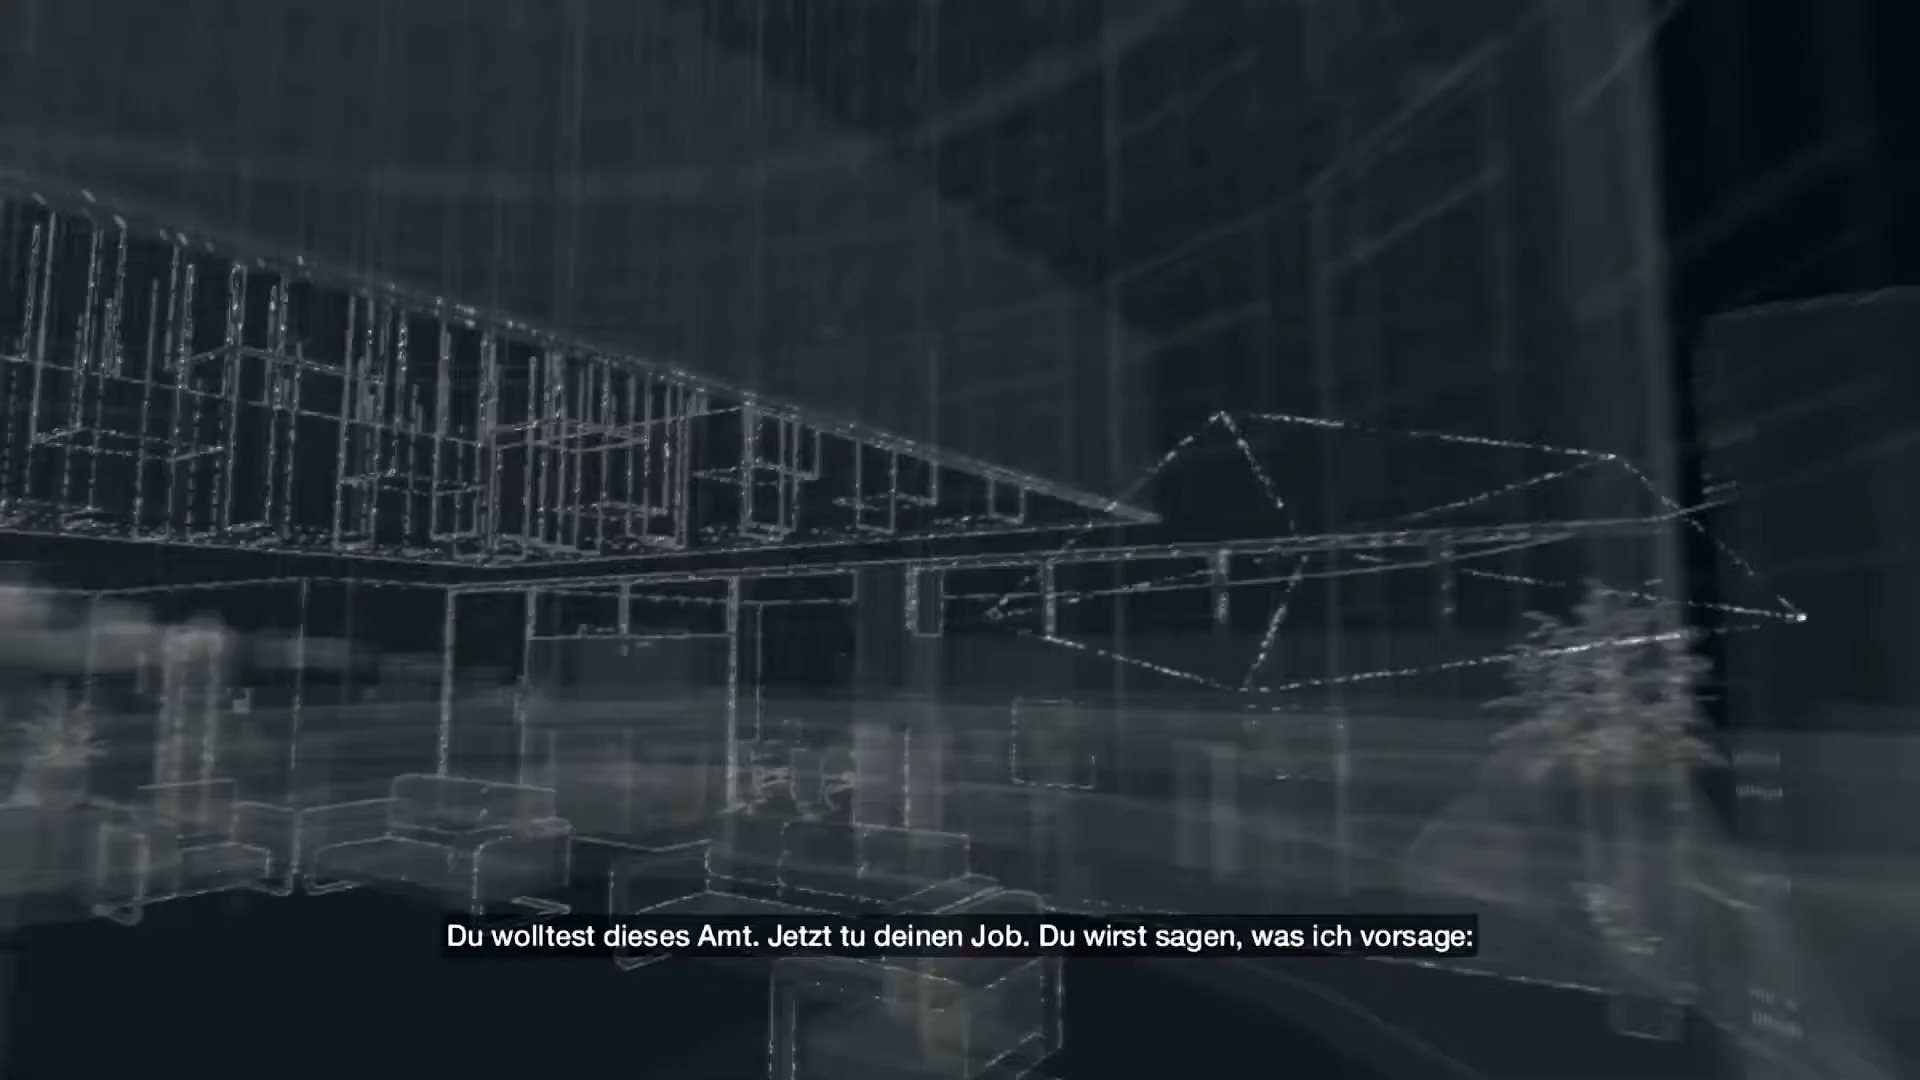 Du wolltest dieses Amt. Jetzt tu deinen Job. Du wirst sagen, was ich vorsage: